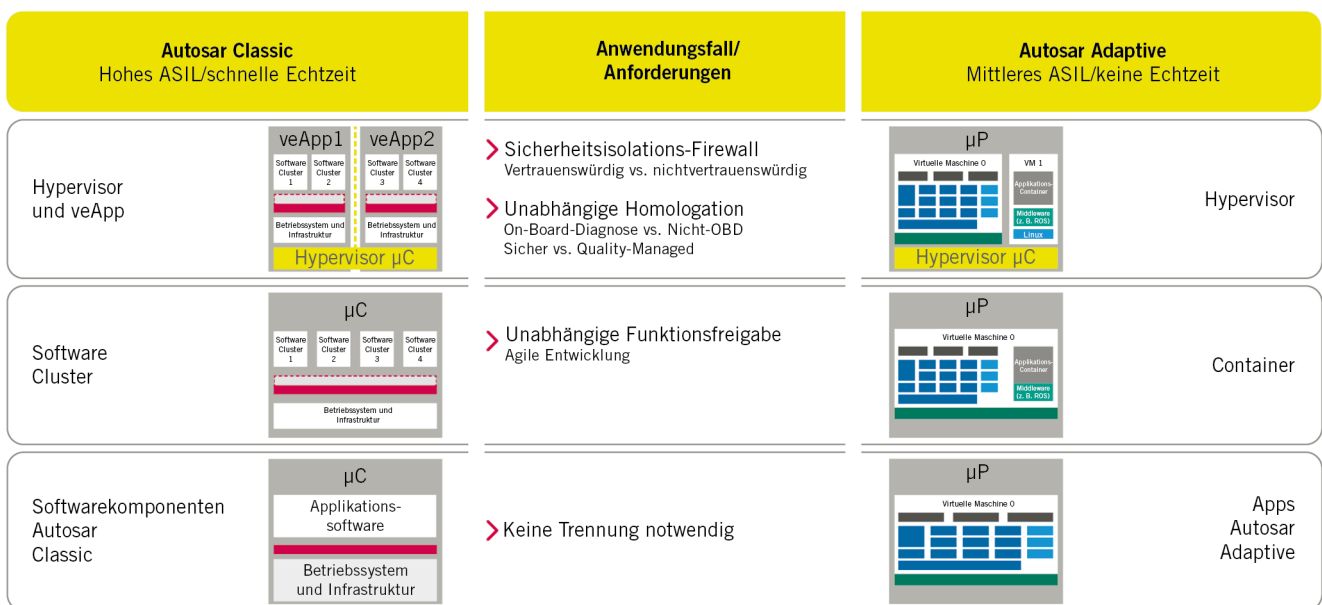 Autosar Classic
Hohes ASIL/schnelle Echtzeit
Anwendungsfall/
Anforderungen
Autosar Adaptive
Mittleres ASIL/keine Echtzeit
Hypervisor
und veApp
veApp1
veApp2
Software
Cluster
1
Software
Cluster
2
Software
Cluster
3
Software
Cluster
4
Betriebssystem und
Infrastruktur
Betriebssystem und
Infrastruktur
Hypervisor µC
Sicherheitsisolations-Firewall
Vertrauenswürdig vs. nichtvertrauenswürdig
Unabhängige Homologation
On-Board-Diagnose vs. Nicht-OBD
Sicher vs. Quality-Managed
µP
Virtuelle Maschine 0
VM 1
Applikations-
Container
Middleware
(z. B. ROS)
Linux
Hypervisor µC
Hypervisor
Software
Cluster
µC
Software
Cluster
1
Software
Cluster
2
Software
Cluster
3
Software
Cluster
4
Betriebssystem und
Infrastruktur
Unabhängige Funktionsfreigabe
Agile Entwicklung
µP
Virtuelle Maschine 0
Applikations-
Container
Middleware
(z. B. ROS)
Container
Softwarekomponenten
Autosar
Classic
µC
Applikations-
software
Betriebssystem
und Infrastruktur
Keine Trennung notwendig
µP
Virtuelle Maschine 0
Apps
Autosar
Adaptive